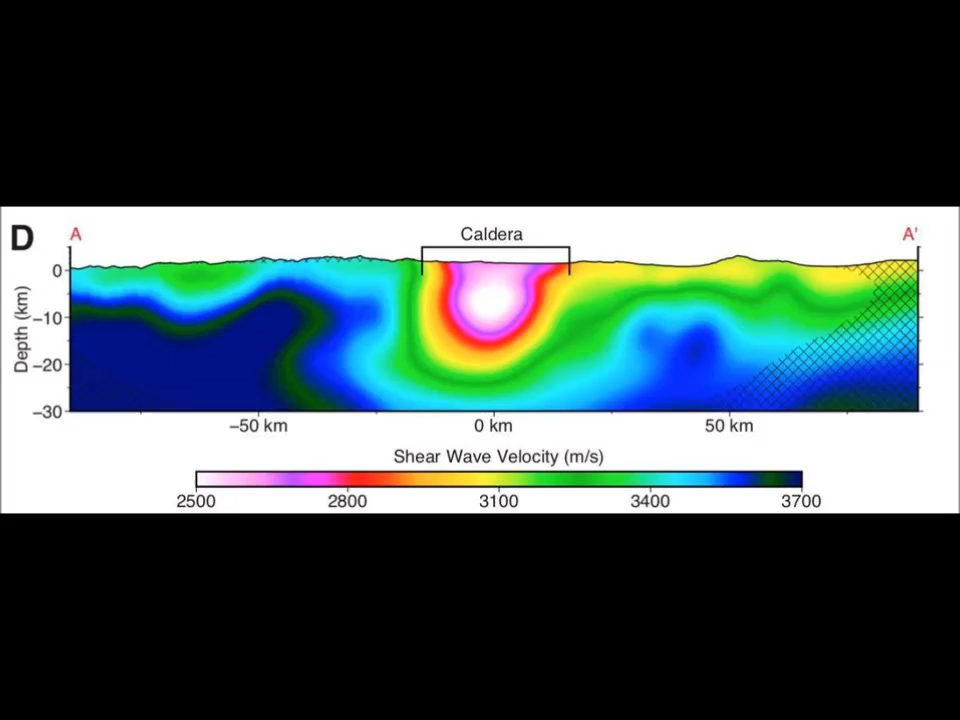 D
A
Caldera
A'
Depth (km)
0
−10
−20
−30
−50 km
0 km
50 km
Shear Wave Velocity (m/s)
2500
2800
3100
3400
3700